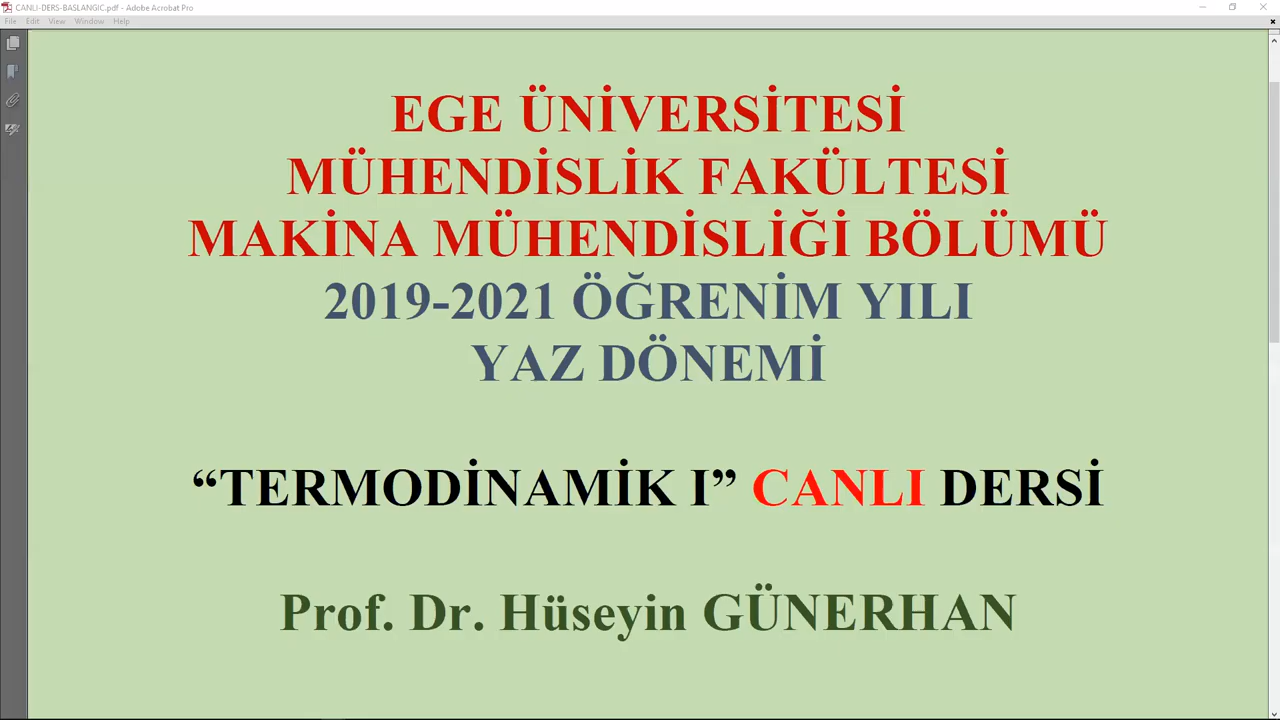 CANLI-DERS-BASLANGIC.pdf - Adobe Acrobat Pro
File Edit View Window Help
EGE ÜNİVERSİTESİ
MÜHENDİSLİK FAKÜLTESİ
MAKİNA MÜHENDİSLİĞİ BÖLÜMÜ
2019-2021 ÖĞRENİM YILI
YAZ DÖNEMİ
“TERMODİNAMİK I” CANLI DERSİ
Prof. Dr. Hüseyin GÜNERHAN